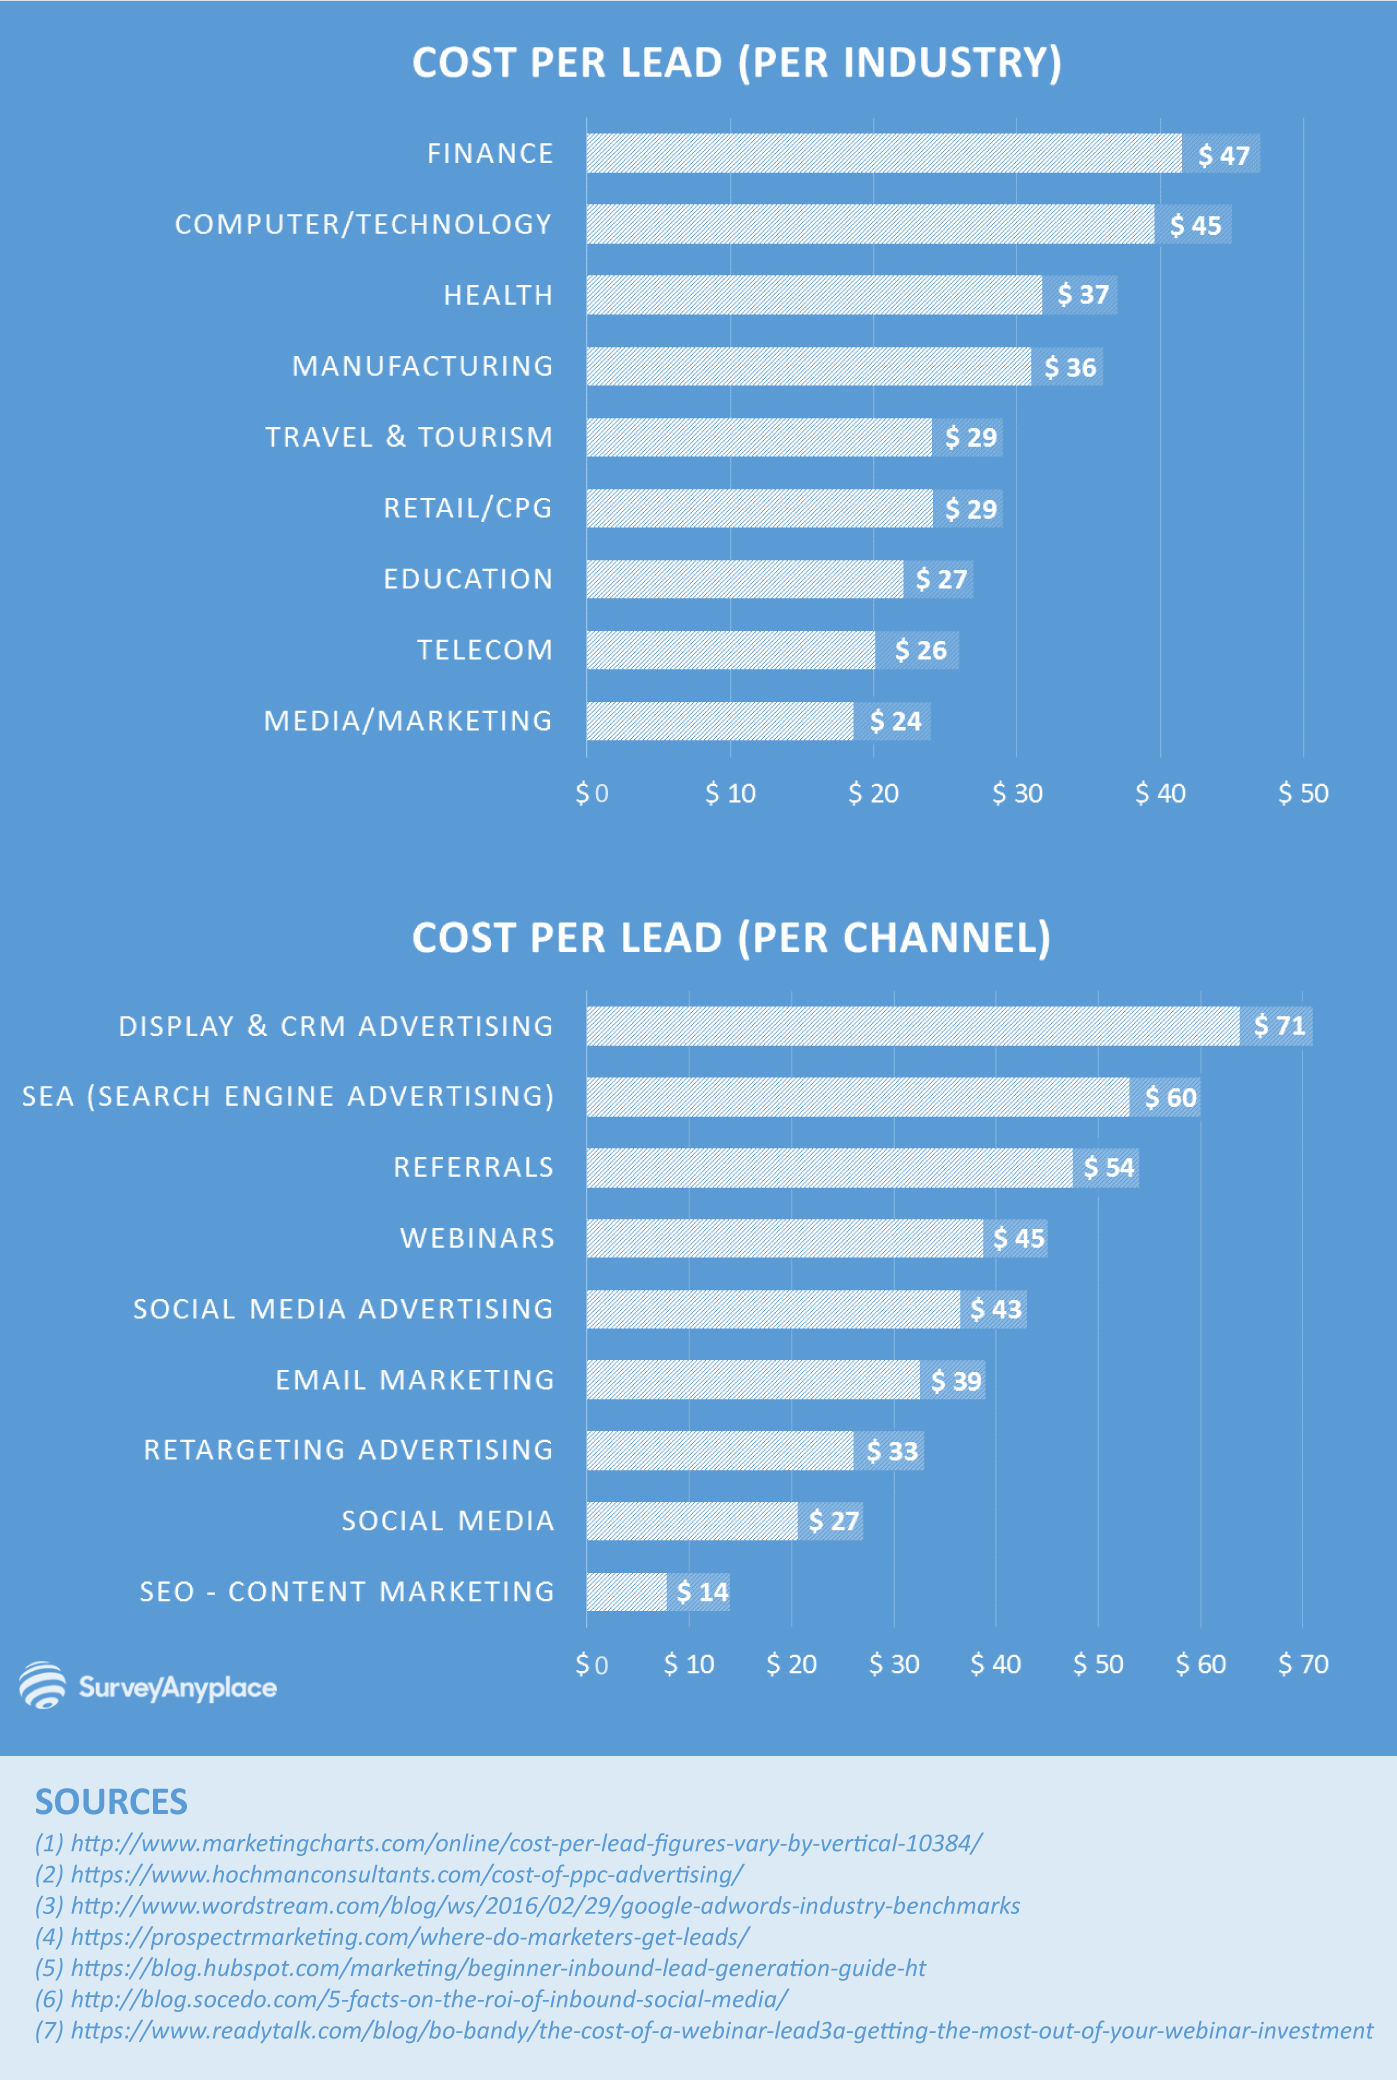 COST PER LEAD (PER INDUSTRY)
FINANCE $ 47
COMPUTER/TECHNOLOGY $ 45
HEALTH $ 37
MANUFACTURING $ 36
TRAVEL & TOURISM $ 29
RETAIL/CPG $ 29
EDUCATION $ 27
TELECOM $ 26
MEDIA/MARKETING $ 24
$ 0 $ 10 $ 20 $ 30 $ 40 $ 50
COST PER LEAD (PER CHANNEL)
DISPLAY & CRM ADVERTISING $ 71
SEA (SEARCH ENGINE ADVERTISING) $ 60
REFERRALS $ 54
WEBINARS $ 45
SOCIAL MEDIA ADVERTISING $ 43
EMAIL MARKETING $ 39
RETARGETING ADVERTISING $ 33
SOCIAL MEDIA $ 27
SEO - CONTENT MARKETING $ 14
$ 0 $ 10 $ 20 $ 30 $ 40 $ 50 $ 60 $ 70
SurveyAnyplace
SOURCES
(1) http://www.marketingcharts.com/online/cost-per-lead-figures-vary-by-vertical-10384/
(2) https://www.hochmanconsultants.com/cost-of-ppc-advertising/
(3) http://www.wordstream.com/blog/ws/2016/02/29/google-adwords-industry-benchmarks
(4) https://prospectrmarketing.com/where-do-marketers-get-leads/
(5) https://blog.hubspot.com/marketing/beginner-inbound-lead-generation-guide-ht
(6) http://blog.socedo.com/5-facts-on-the-roi-of-inbound-social-media/
(7) https://www.readytalk.com/blog/bo-bandy/the-cost-of-a-webinar-lead3a-getting-the-most-out-of-your-webinar-investment